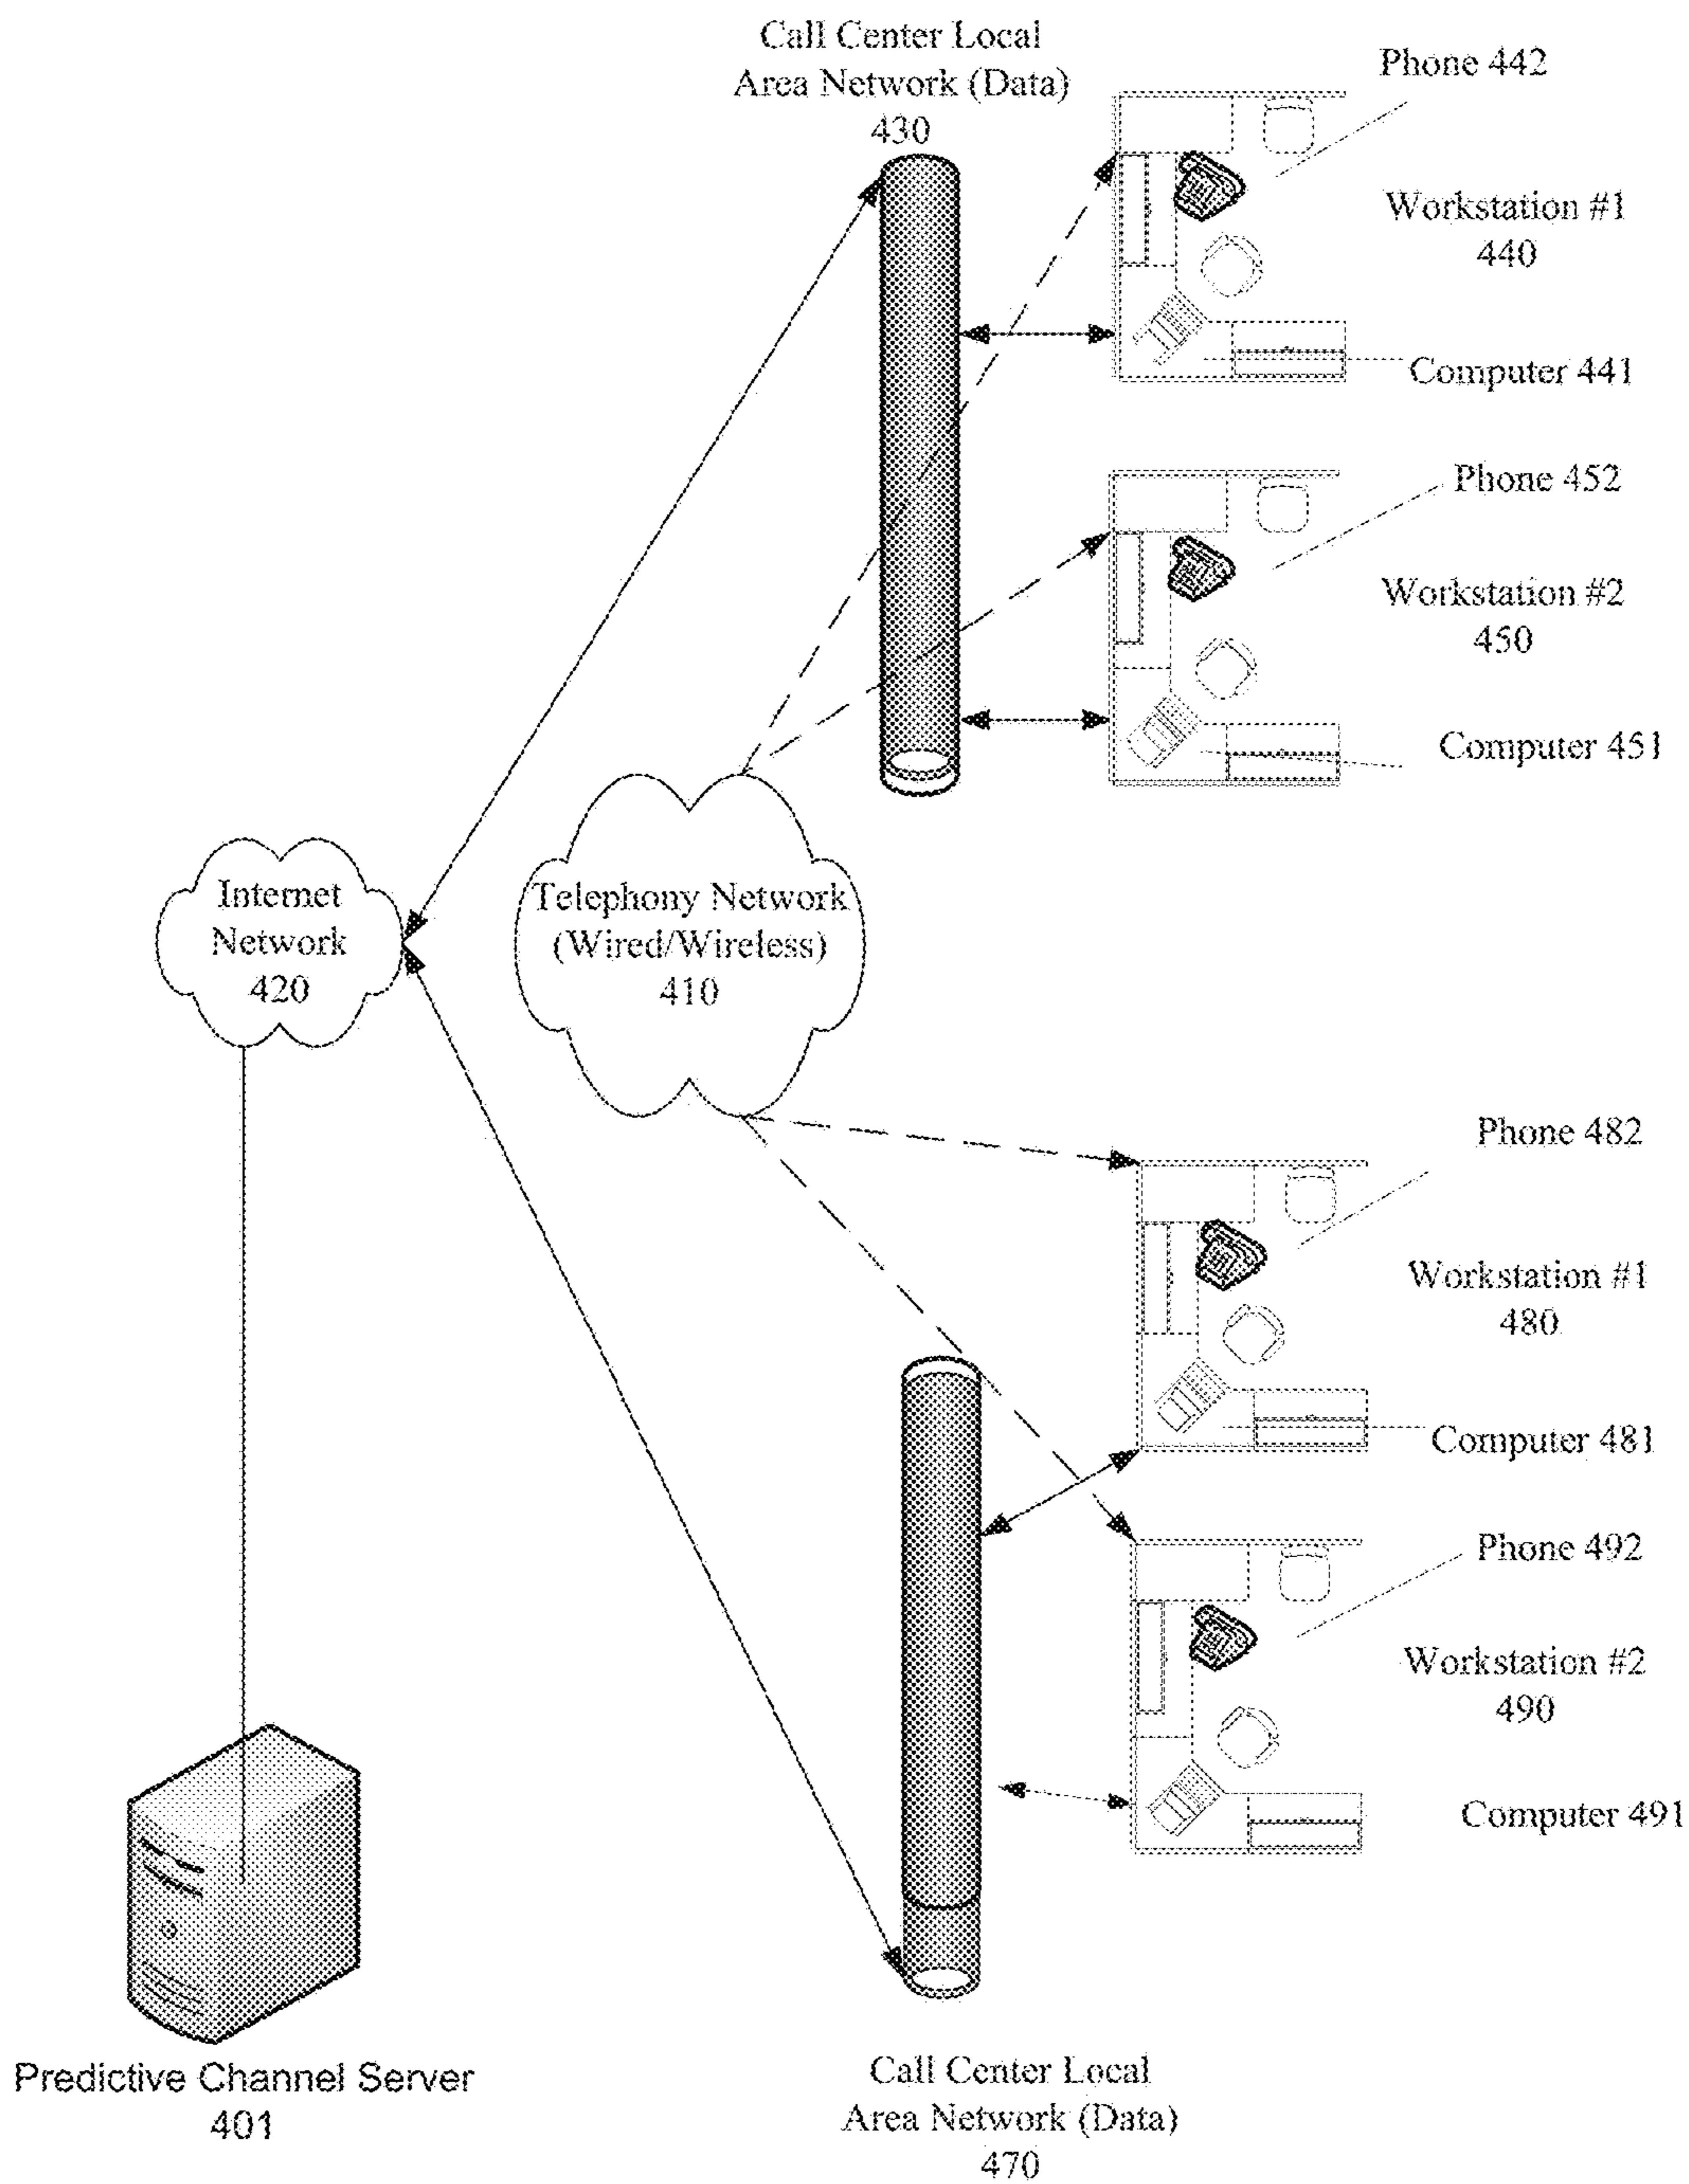 Call Center Local
Area Network (Data)
430
Phone 442
Workstation #1
440
Computer 441
Phone 452
Workstation #2
450
Computer 451
Internet
Network
420
Telephony Network
(Wired/Wireless)
410
Phone 482
Workstation #1
480
Computer 481
Phone 492
Workstation #2
490
Computer 491
Predictive Channel Server
401
Call Center Local
Area Network (Data)
470